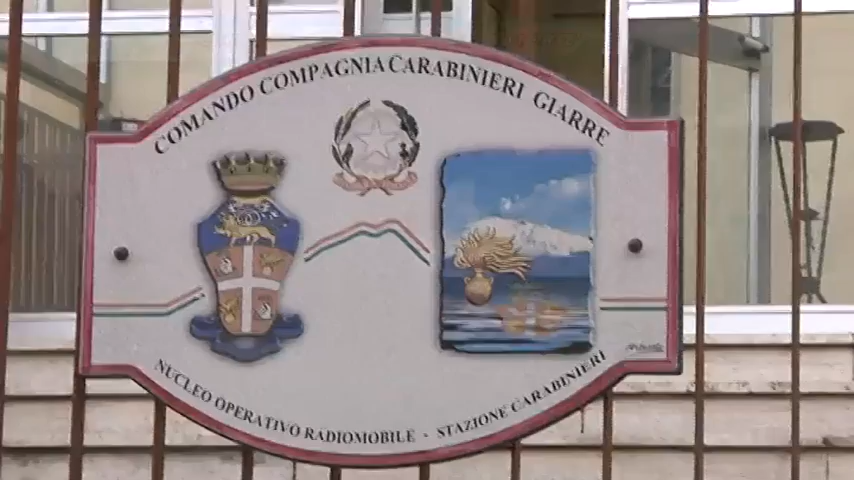 COMANDO COMPAGNIA CARABINIERI GIARRE
NUCLEO OPERATIVO RADIOMOBILE - STAZIONE CARABINIERI